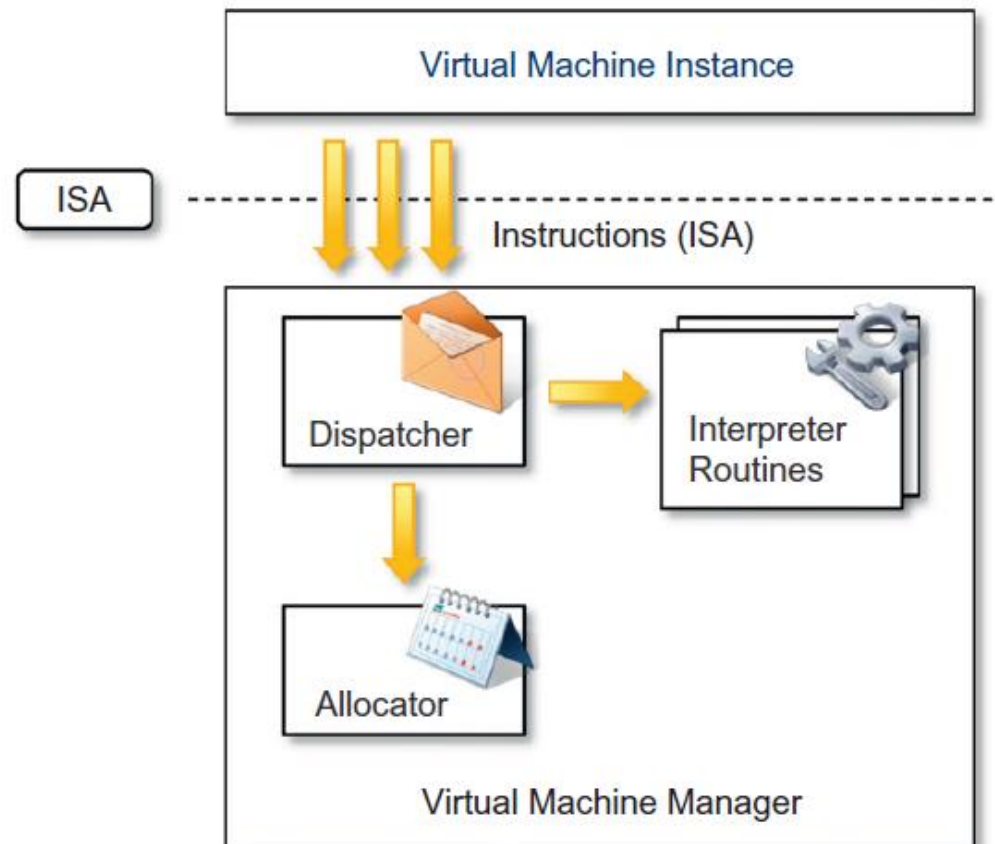 Virtual Machine Instance
ISA
Instructions (ISA)
Dispatcher
Interpreter
Routines
Allocator
Virtual Machine Manager